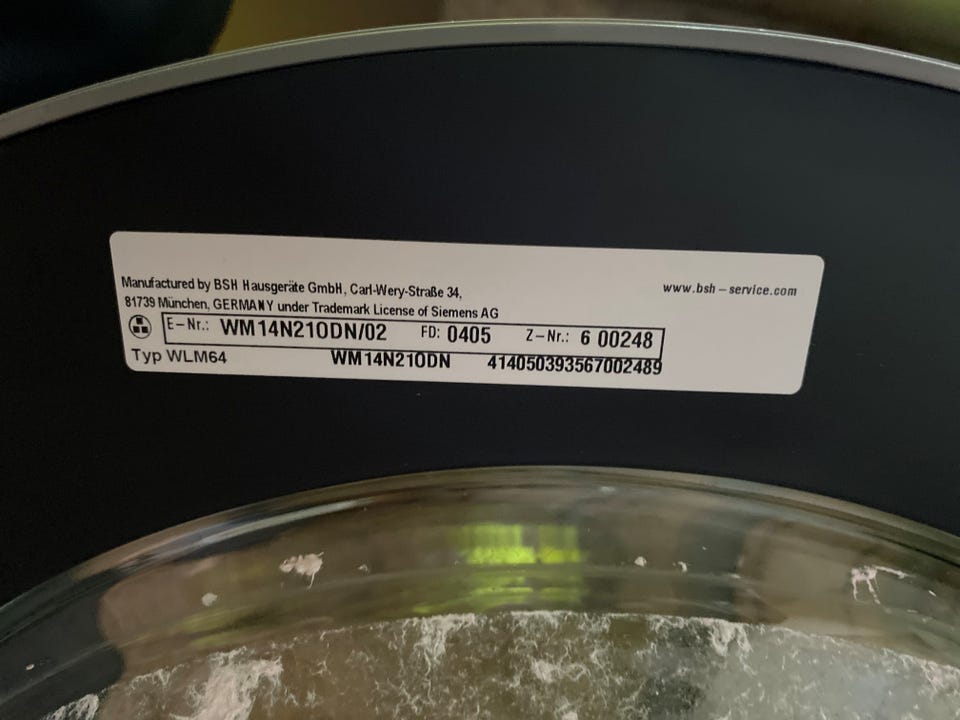 Manufactured by BSH Hausgeräte GmbH, Carl-Wery-Straße 34,
www.bsh-service.com
81739 München, GERMANY under Trademark License of Siemens AG
E-Nr.: WM14N210DN/02 FD: 0405 Z-Nr.: 6 00248
Typ WLM64 WM14N210DN 414050393567002489